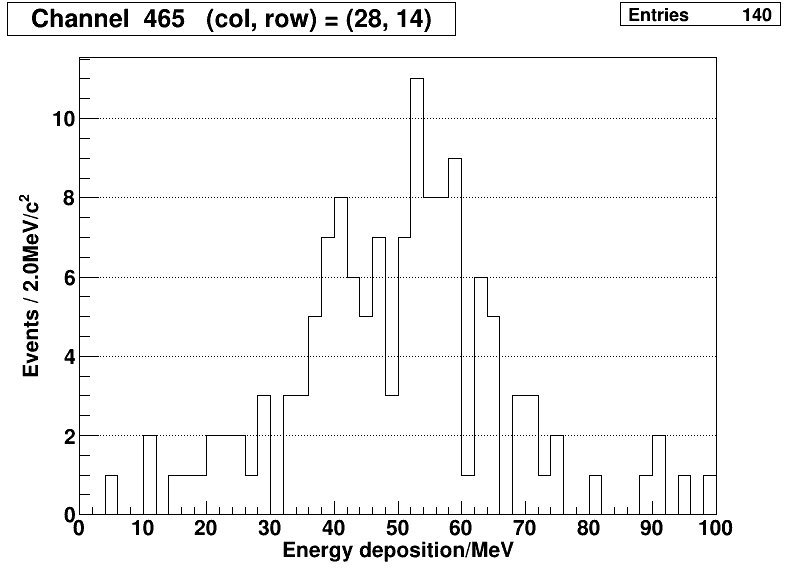 Channel 465 (col, row) = (28, 14)
Entries 140
Events / 2.0MeV/c²
10
8
6
4
2
0
0 10 20 30 40 50 60 70 80 90 100
Energy deposition/MeV